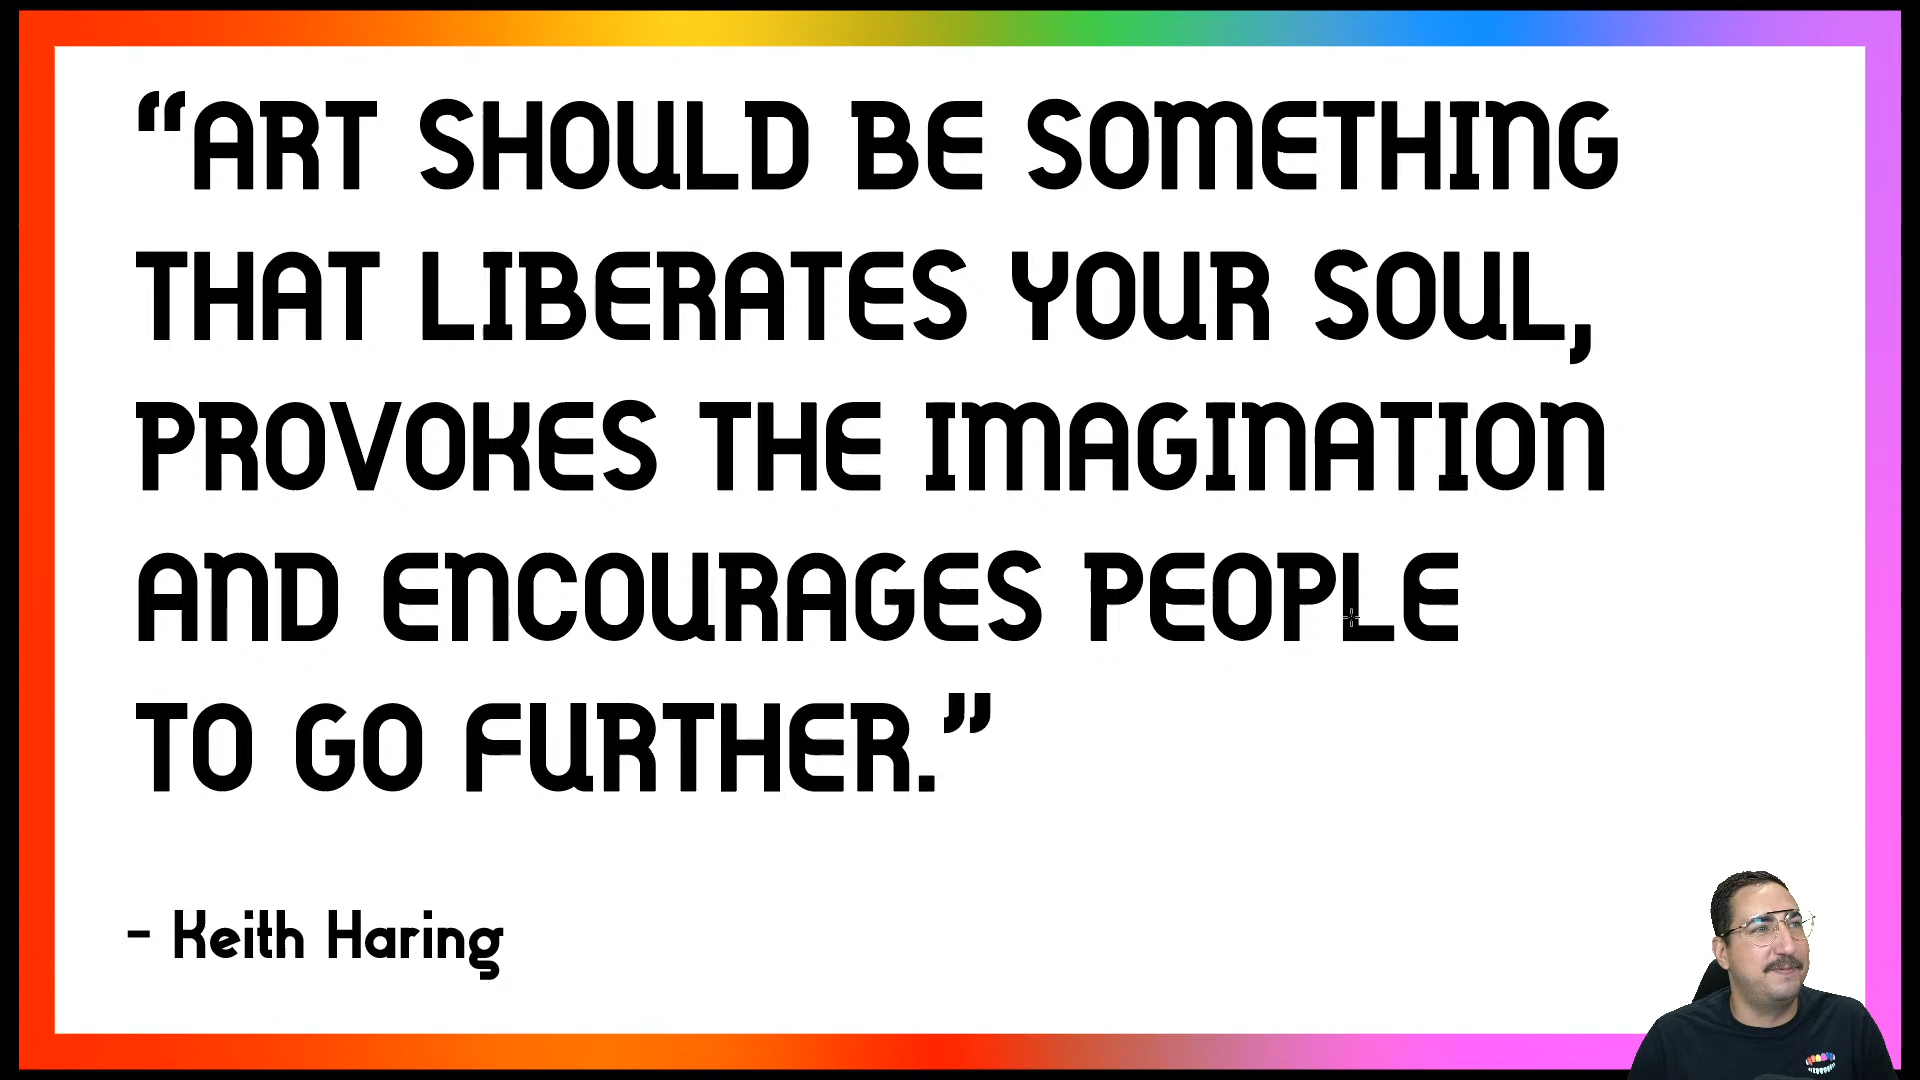 “ART SHOULD BE SOMETHING
THAT LIBERATES YOUR SOUL,
PROVOKES THE IMAGINATION
AND ENCOURAGES PEOPLE
TO GO FURTHER.”
- Keith Haring